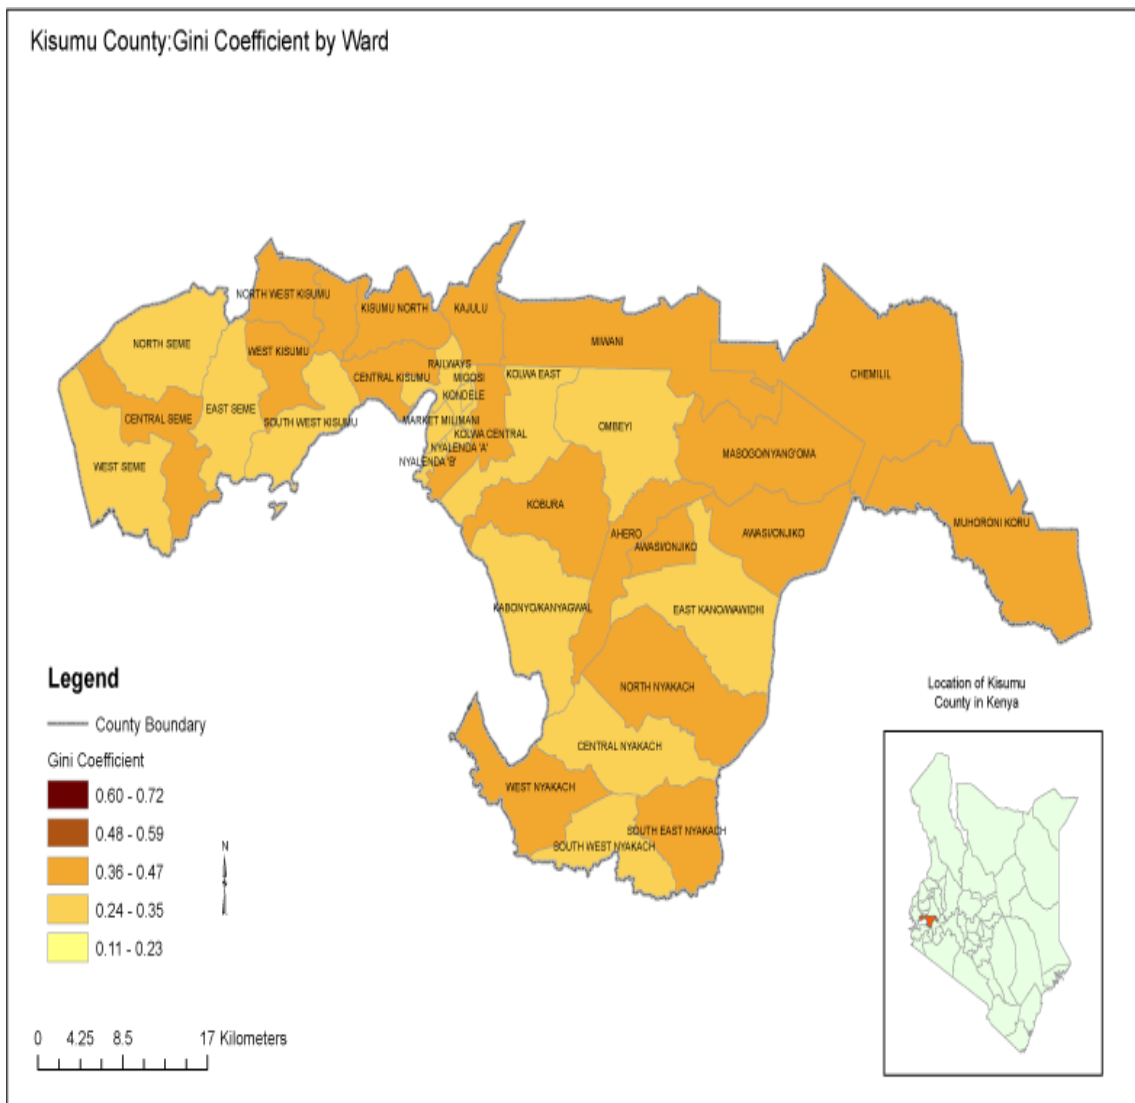 Kisumu County:Gini Coefficient by Ward
NORTH WEST KISUMU
KISUMU NORTH
KAJULU
NORTH SEME
WEST KISUMU
MIWANI
RAILWAYS
CENTRAL KISUMU
MIGOSI
KOLWA EAST
CHEMILIL
KONDELE
CENTRAL SEME
EAST SEME
SOUTH WEST KISUMU
MARKET MILIMANI
KOLWA CENTRAL
OMBEYI
NYALENDA 'A'
MASOGO/NYANG'OMA
WEST SEME
NYALENDA 'B'
KOBURA
MUHORONI KORU
AHERO
AWASI/ONJIKO
AWASI/ONJIKO
KABONYO/KANYAGWAL
EAST KANO/WAWIDHI
NORTH NYAKACH
CENTRAL NYAKACH
WEST NYAKACH
SOUTH EAST NYAKACH
SOUTH WEST NYAKACH
Legend
County Boundary
Gini Coefficient
0.60 - 0.72
0.48 - 0.59
0.36 - 0.47
0.24 - 0.35
0.11 - 0.23
N
0 4.25 8.5 17 Kilometers
Location of Kisumu
County in Kenya